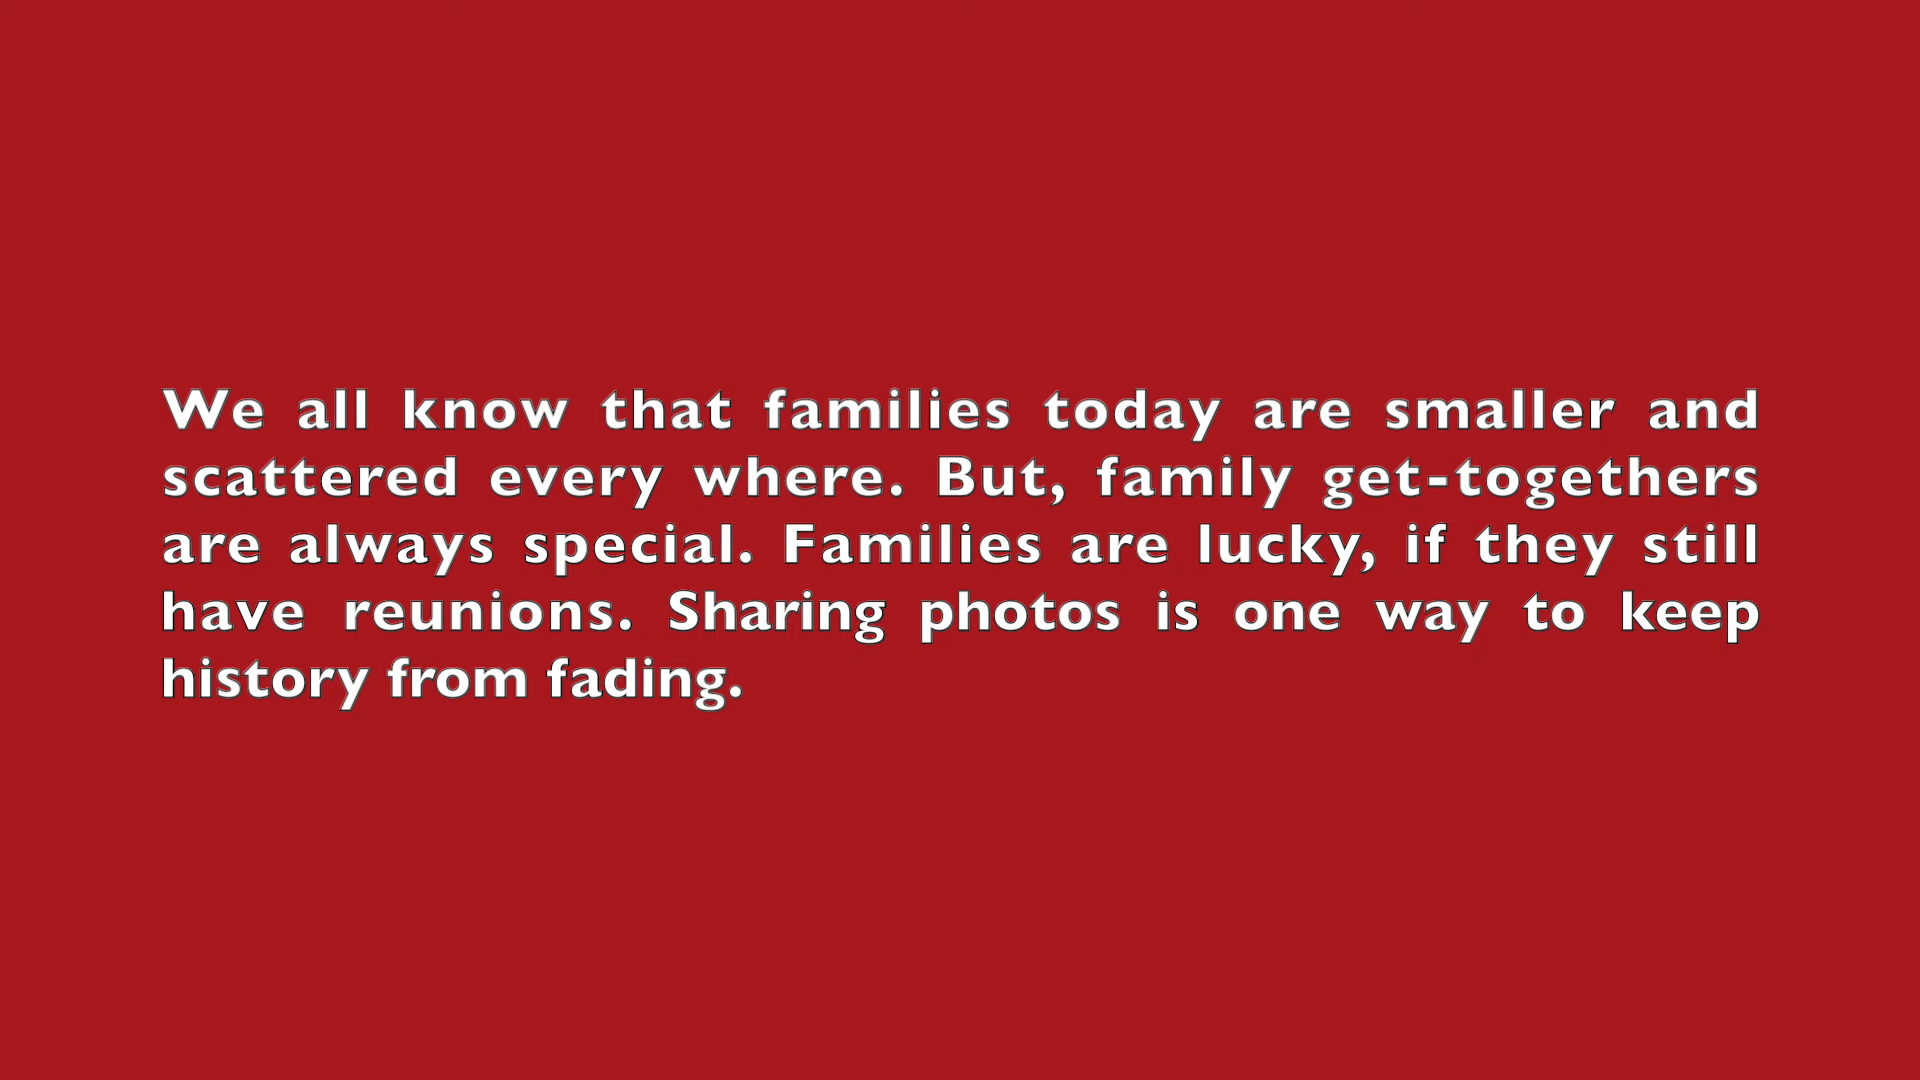 We all know that families today are smaller and
scattered every where. But, family get-togethers
are always special. Families are lucky, if they still
have reunions. Sharing photos is one way to keep
history from fading.